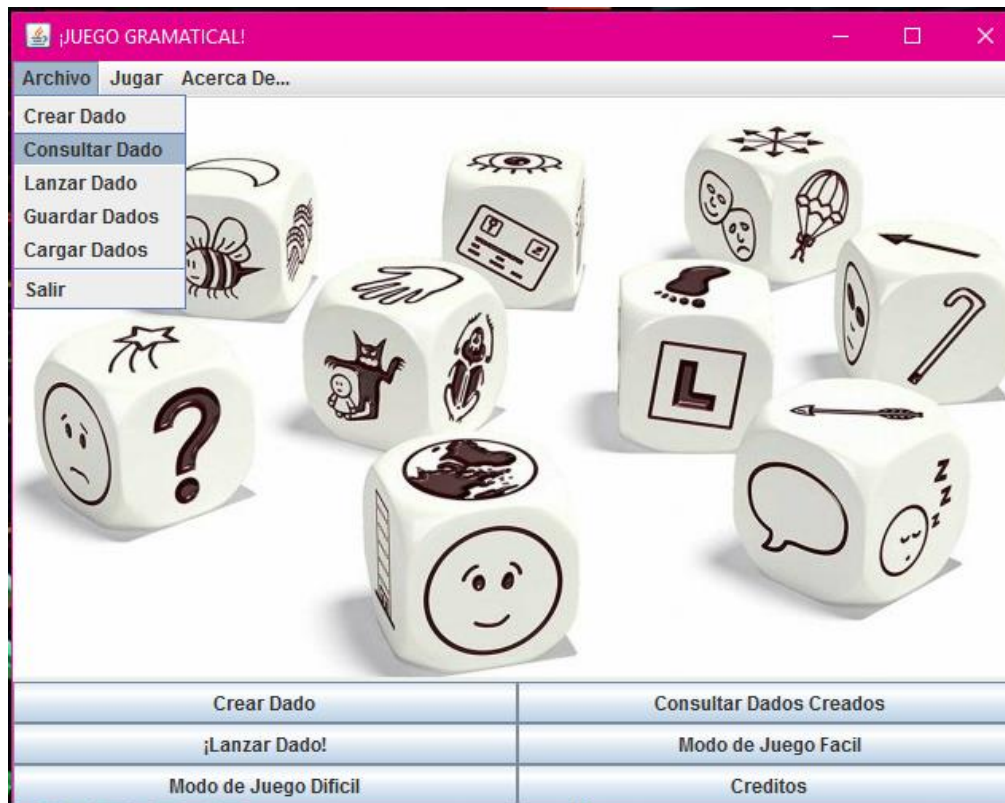 ¡JUEGO GRAMATICAL!
Archivo Jugar Acerca De...
Crear Dado
Consultar Dado
Lanzar Dado
Guardar Dados
Cargar Dados
Salir
?
L
z
z
z
Crear Dado Consultar Dados Creados
¡Lanzar Dado! Modo de Juego Facil
Modo de Juego Dificil Creditos